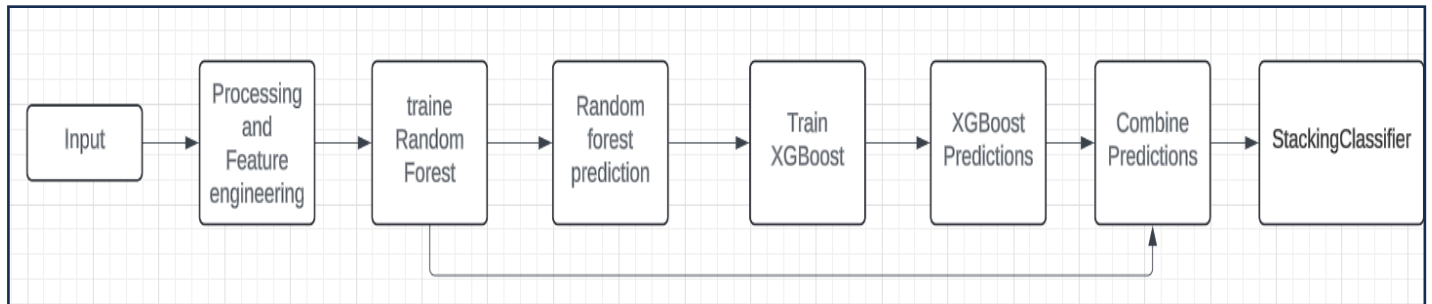 Input
Processing
and
Feature
engineering
traine
Random
Forest
Random
forest
prediction
Train
XGBoost
XGBoost
Predictions
Combine
Predictions
StackingClassifier